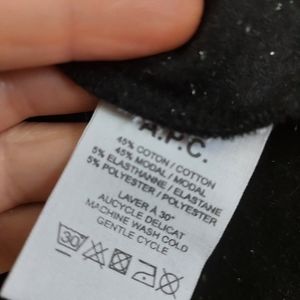 A.P.C.
45% COTON / COTTON
45% MODAL / MODAL
5% ELASTHANNE / ELASTANE
5% POLYESTER / POLYESTER
LAVER A 30°
AUCYCLE DELICAT
MACHINE WASH COLD
GENTLE CYCLE
30